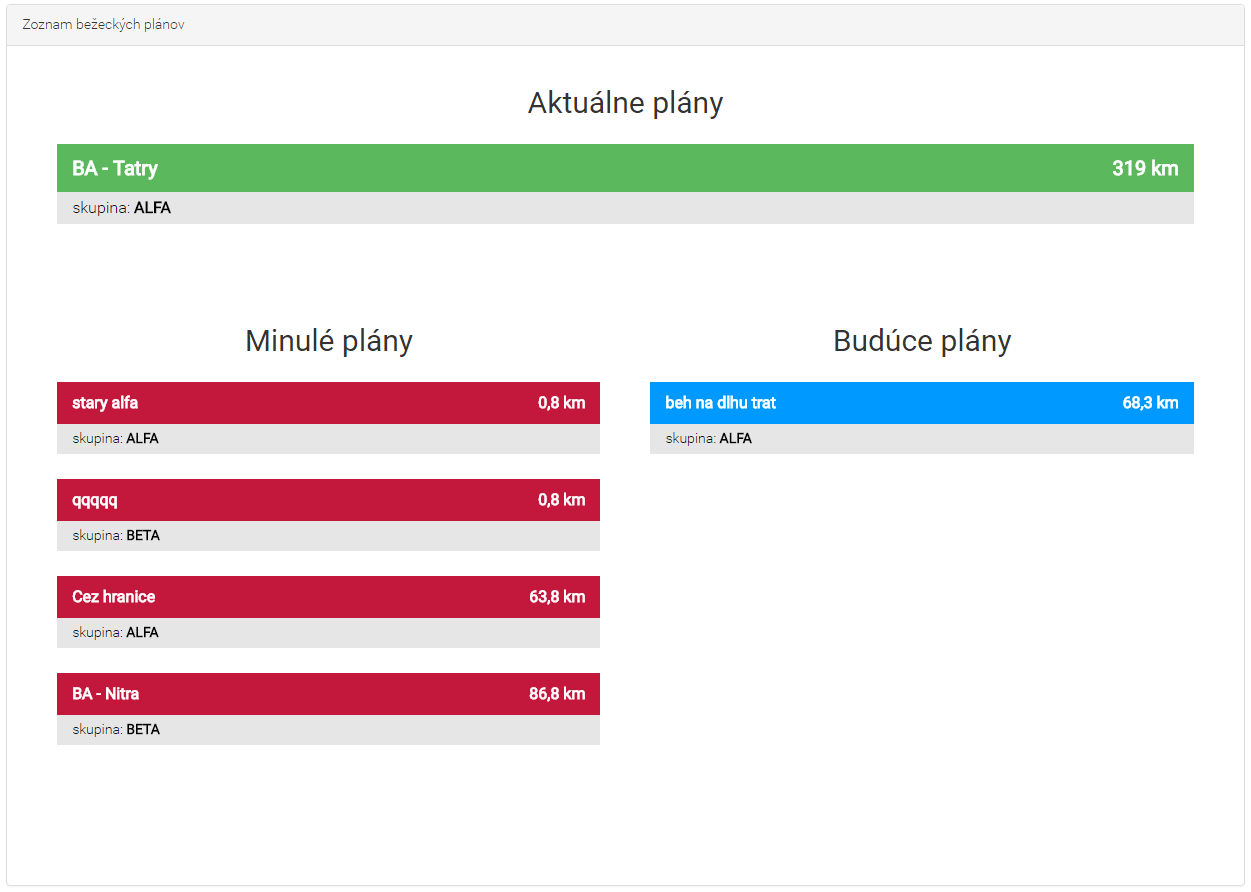 Zoznam bežeckých plánov
Aktuálne plány
BA - Tatry 319 km
skupina: ALFA
Minulé plány
stary alfa 0,8 km
skupina: ALFA
qqqqq 0,8 km
skupina: BETA
Cez hranice 63,8 km
skupina: ALFA
BA - Nitra 86,8 km
skupina: BETA
Budúce plány
beh na dlhu trat 68,3 km
skupina: ALFA